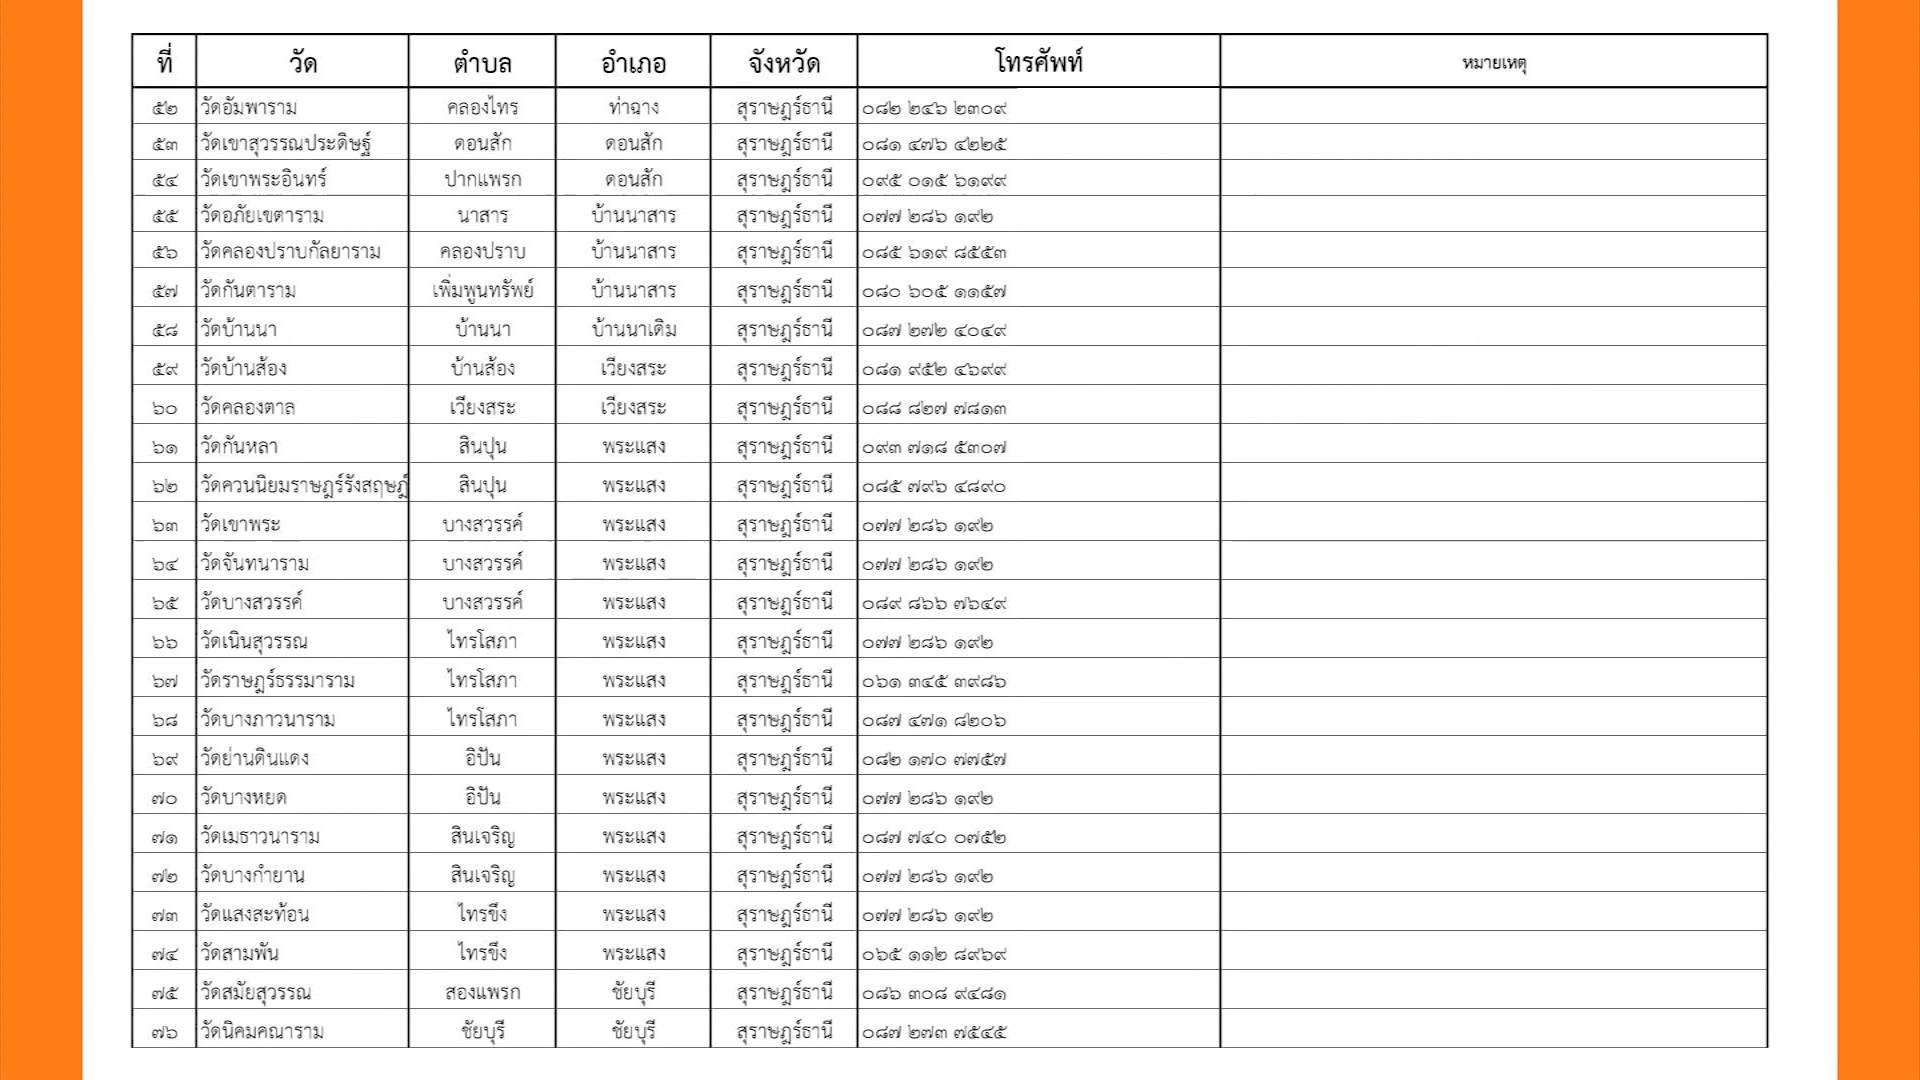 ที่ วัด ตำบล อำเภอ จังหวัด โทรศัพท์ หมายเหตุ
๕๒ วัดอัมพาราม คลองไทร ท่าฉาง สุราษฎร์ธานี ๐๘๒ ๒๔๖ ๒๓๐๙
๕๓ วัดเขาสุวรรณประดิษฐ์ ดอนสัก ดอนสัก สุราษฎร์ธานี ๐๘๑ ๔๗๖ ๔๒๒๕
๕๔ วัดเขาพระอินทร์ ปากแพรก ดอนสัก สุราษฎร์ธานี ๐๙๕ ๐๑๕ ๖๑๙๙
๕๕ วัดอภัยเขตาราม นาสาร บ้านนาสาร สุราษฎร์ธานี ๐๗๗ ๒๘๖ ๑๙๒
๕๖ วัดคลองปราบกัลยาราม คลองปราบ บ้านนาสาร สุราษฎร์ธานี ๐๘๕ ๖๑๙ ๘๕๕๓
๕๗ วัดกันตาราม เพิ่มพูนทรัพย์ บ้านนาสาร สุราษฎร์ธานี ๐๘๐ ๖๐๕ ๑๑๕๗
๕๘ วัดบ้านนา บ้านนา บ้านนาเดิม สุราษฎร์ธานี ๐๘๗ ๒๗๒ ๔๐๔๙
๕๙ วัดบ้านส้อง บ้านส้อง เวียงสระ สุราษฎร์ธานี ๐๘๑ ๙๕๒ ๔๖๙๙
๖๐ วัดคลองตาล เวียงสระ เวียงสระ สุราษฎร์ธานี ๐๘๘ ๘๒๗ ๗๘๑๓
๖๑ วัดกันหลา สินปุน พระแสง สุราษฎร์ธานี ๐๙๓ ๗๑๘ ๕๓๐๗
๖๒ วัดควนนิยมราษฎร์รังสฤษฎ์ สินปุน พระแสง สุราษฎร์ธานี ๐๘๕ ๗๙๖ ๔๘๙๐
๖๓ วัดเขาพระ บางสวรรค์ พระแสง สุราษฎร์ธานี ๐๗๗ ๒๘๖ ๑๙๒
๖๔ วัดจันทนาราม บางสวรรค์ พระแสง สุราษฎร์ธานี ๐๗๗ ๒๘๖ ๑๙๒
๖๕ วัดบางสวรรค์ บางสวรรค์ พระแสง สุราษฎร์ธานี ๐๘๙ ๘๖๖ ๗๖๔๙
๖๖ วัดเนินสุวรรณ ไทรโสภา พระแสง สุราษฎร์ธานี ๐๗๗ ๒๘๖ ๑๙๒
๖๗ วัดราษฎร์ธรรมาราม ไทรโสภา พระแสง สุราษฎร์ธานี ๐๖๑ ๓๔๕ ๓๙๘๖
๖๘ วัดบางภาวนาราม ไทรโสภา พระแสง สุราษฎร์ธานี ๐๘๗ ๔๗๑ ๘๒๐๖
๖๙ วัดย่านดินแดง อิปัน พระแสง สุราษฎร์ธานี ๐๘๒ ๑๗๐ ๗๗๕๗
๗๐ วัดบางหยด อิปัน พระแสง สุราษฎร์ธานี ๐๗๗ ๒๘๖ ๑๙๒
๗๑ วัดเมธาวนาราม สินเจริญ พระแสง สุราษฎร์ธานี ๐๘๗ ๗๔๐ ๐๗๕๒
๗๒ วัดบางกำยาน สินเจริญ พระแสง สุราษฎร์ธานี ๐๗๗ ๒๘๖ ๑๙๒
๗๓ วัดแสงสะท้อน ไทรขึง พระแสง สุราษฎร์ธานี ๐๗๗ ๒๘๖ ๑๙๒
๗๔ วัดสามพัน ไทรขึง พระแสง สุราษฎร์ธานี ๐๖๕ ๑๑๒ ๘๙๖๙
๗๕ วัดสมัยสุวรรณ สองแพรก ชัยบุรี สุราษฎร์ธานี ๐๘๖ ๓๐๘ ๙๔๘๑
๗๖ วัดนิคมคณาราม ชัยบุรี ชัยบุรี สุราษฎร์ธานี ๐๘๗ ๒๗๓ ๗๕๔๕